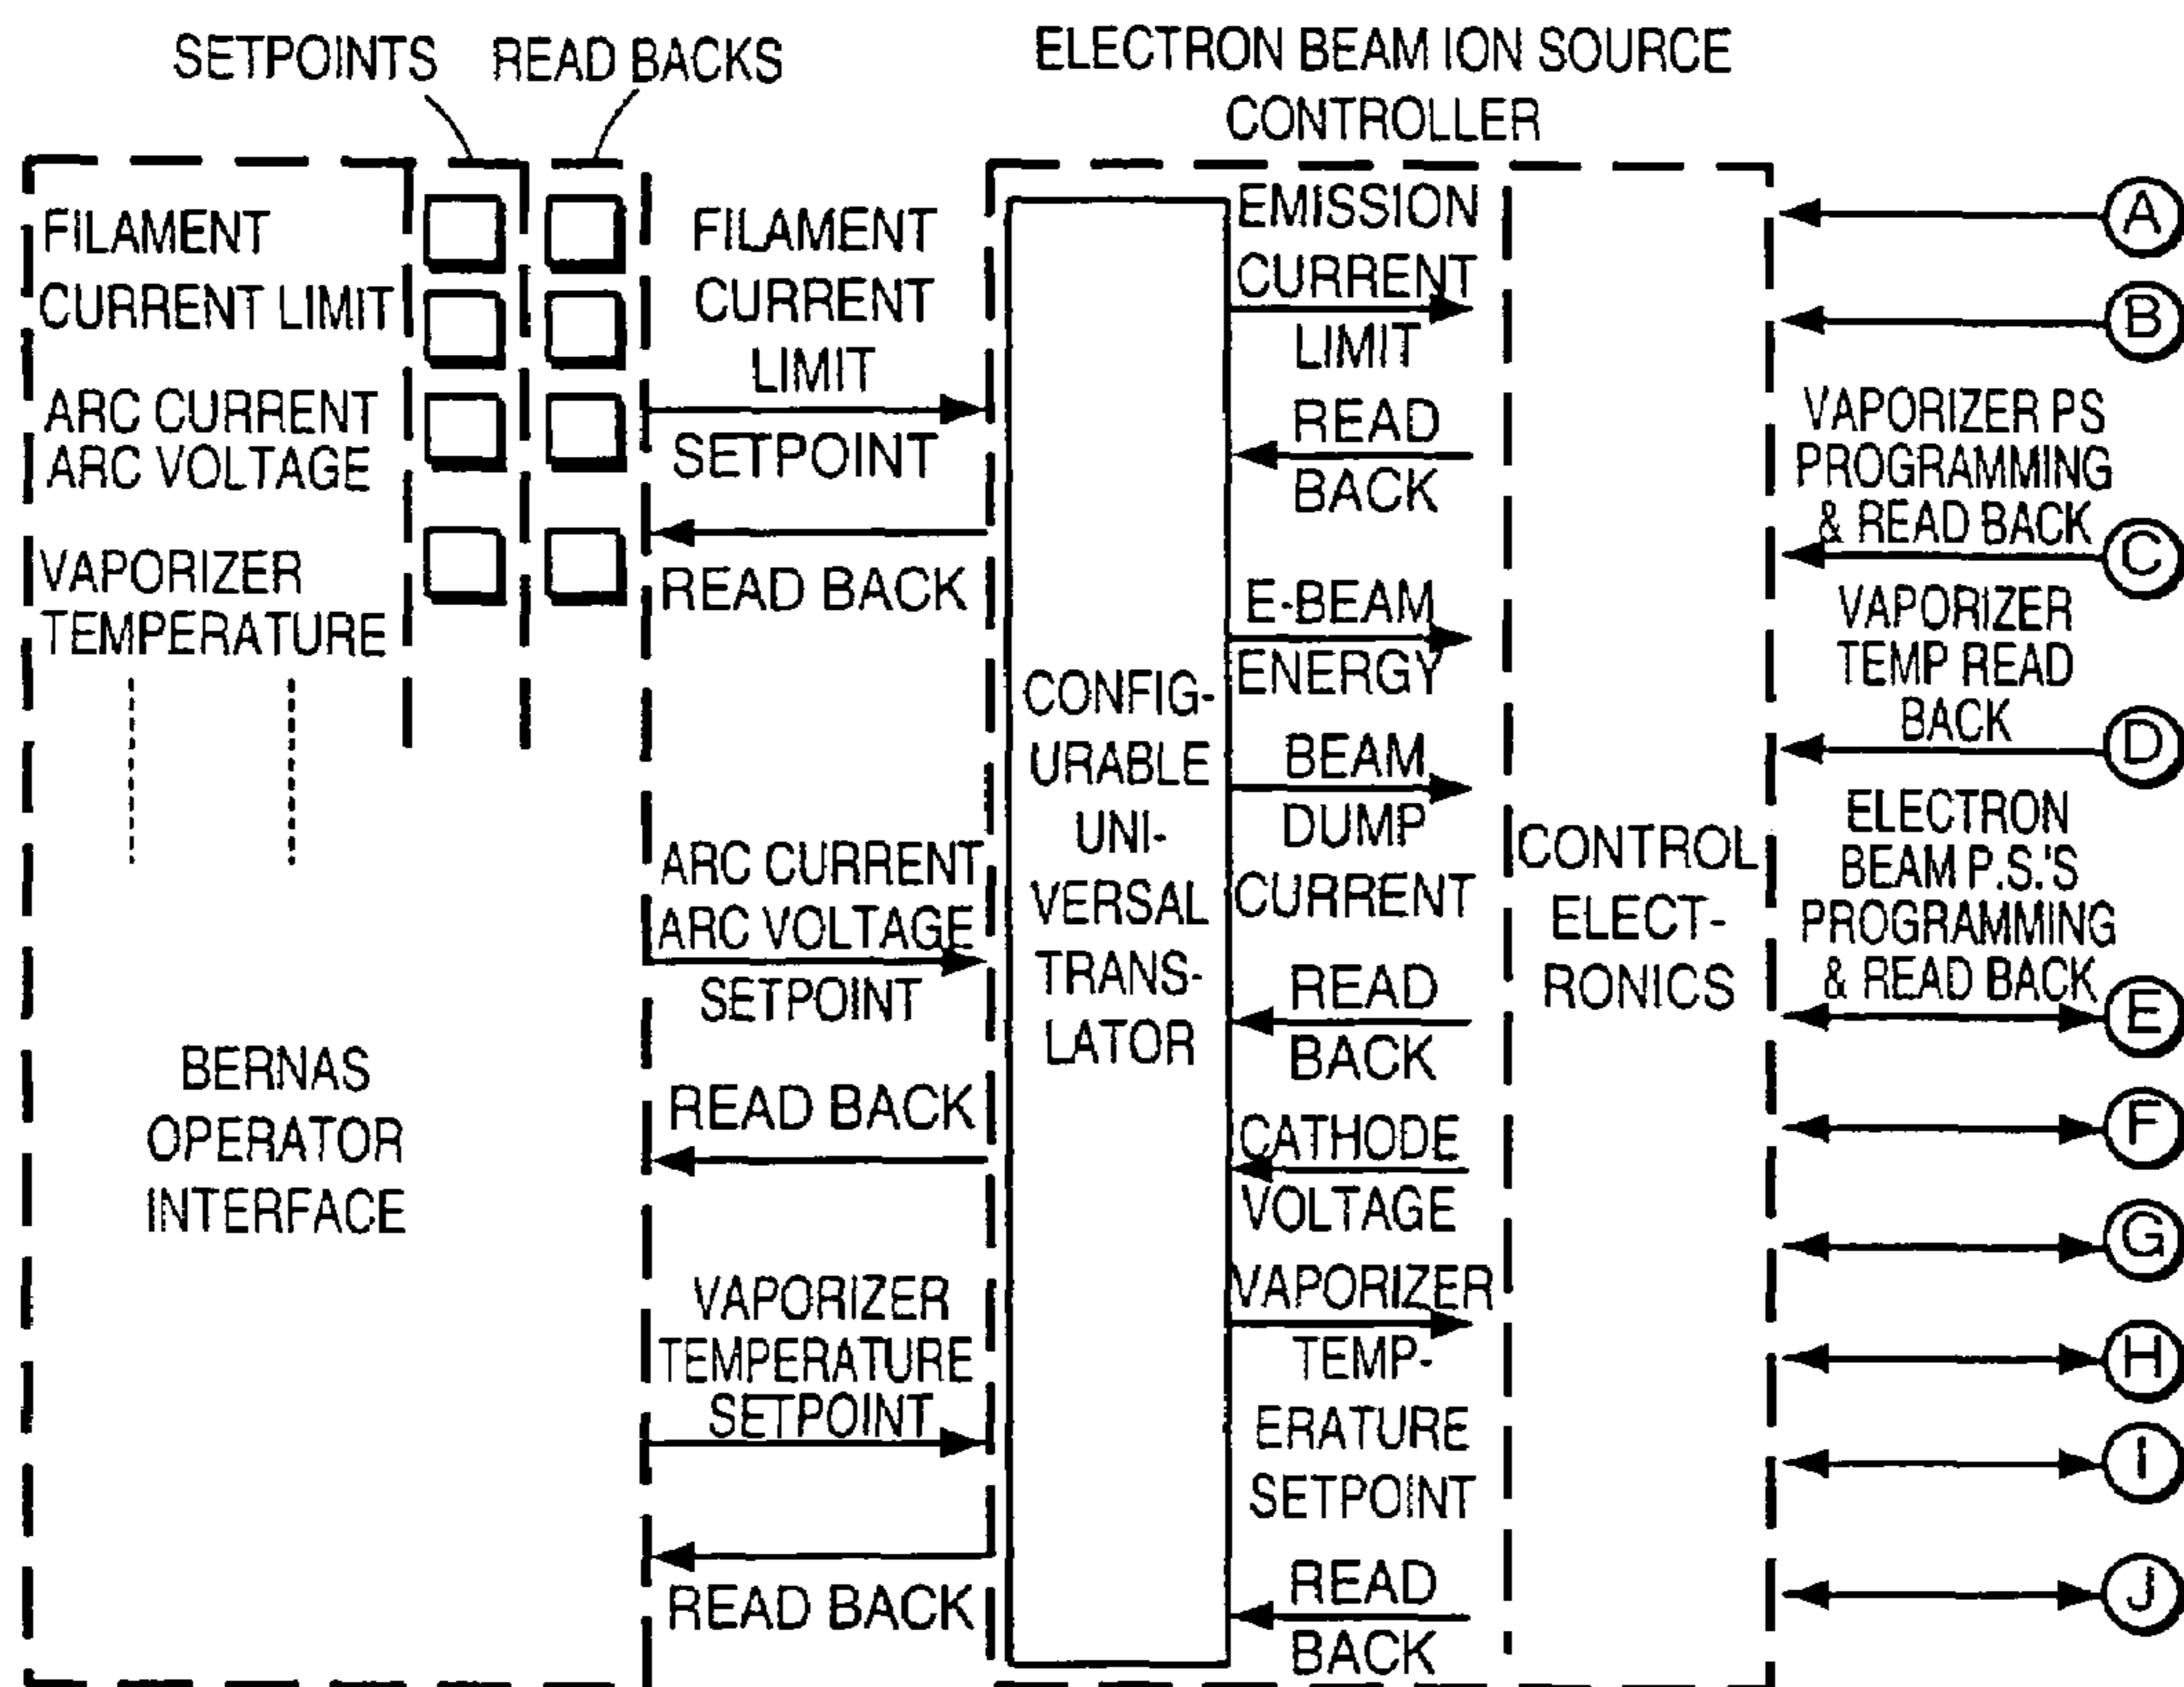 SETPOINTS
READ BACKS
ELECTRON BEAM ION SOURCE
CONTROLLER
FILAMENT
CURRENT LIMIT
ARC CURRENT
ARC VOLTAGE
VAPORIZER
TEMPERATURE
BERNAS
OPERATOR
INTERFACE
FILAMENT
CURRENT
LIMIT
SETPOINT
READ BACK
ARC CURRENT
ARC VOLTAGE
SETPOINT
READ BACK
VAPORIZER
TEMPERATURE
SETPOINT
READ BACK
CONFIG-
URABLE
UNI-
VERSAL
TRANS-
LATOR
EMISSION
CURRENT
LIMIT
READ
BACK
E-BEAM
ENERGY
BEAM
DUMP
CURRENT
READ
BACK
CATHODE
VOLTAGE
VAPORIZER
TEMP-
ERATURE
SETPOINT
READ
BACK
CONTROL
ELECT-
RONICS
A
B
VAPORIZER PS
PROGRAMMING
& READ BACK
C
VAPORIZER
TEMP READ
BACK
D
ELECTRON
BEAM P.S.'S
PROGRAMMING
& READ BACK
E
F
G
H
I
J